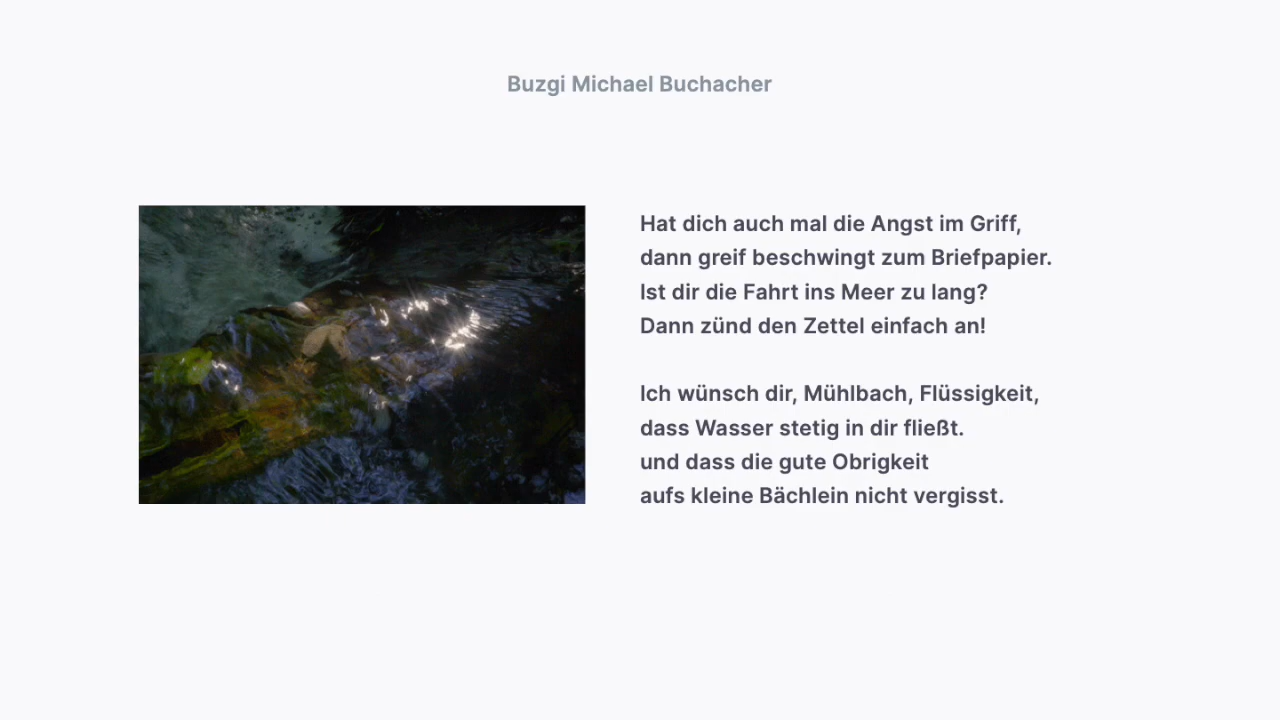 Buzgi Michael Buchacher
Hat dich auch mal die Angst im Griff,
dann greif beschwingt zum Briefpapier.
Ist dir die Fahrt ins Meer zu lang?
Dann zünd den Zettel einfach an!
Ich wünsch dir, Mühlbach, Flüssigkeit,
dass Wasser stetig in dir fließt.
und dass die gute Obrigkeit
aufs kleine Bächlein nicht vergisst.